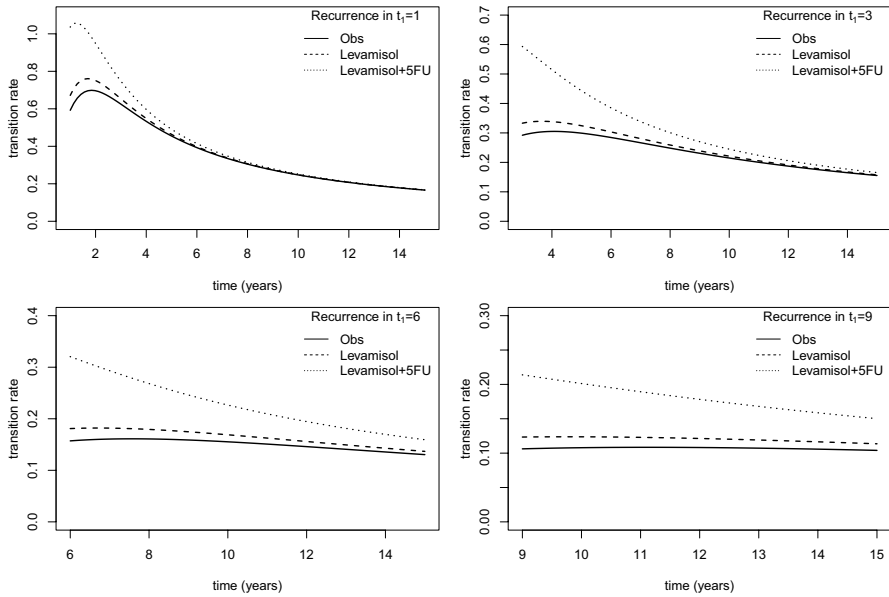 Recurrence in t₁=1
Obs
Levamisol
Levamisol+5FU
transition rate
0.0 0.2 0.4 0.6 0.8 1.0
2 4 6 8 10 12 14
time (years)
Recurrence in t₁=3
Obs
Levamisol
Levamisol+5FU
transition rate
0.0 0.1 0.2 0.3 0.4 0.5 0.6 0.7
4 6 8 10 12 14
time (years)
Recurrence in t₁=6
Obs
Levamisol
Levamisol+5FU
transition rate
0.0 0.1 0.2 0.3 0.4
6 8 10 12 14
time (years)
Recurrence in t₁=9
Obs
Levamisol
Levamisol+5FU
transition rate
0.00 0.10 0.20 0.30
9 10 11 12 13 14 15
time (years)